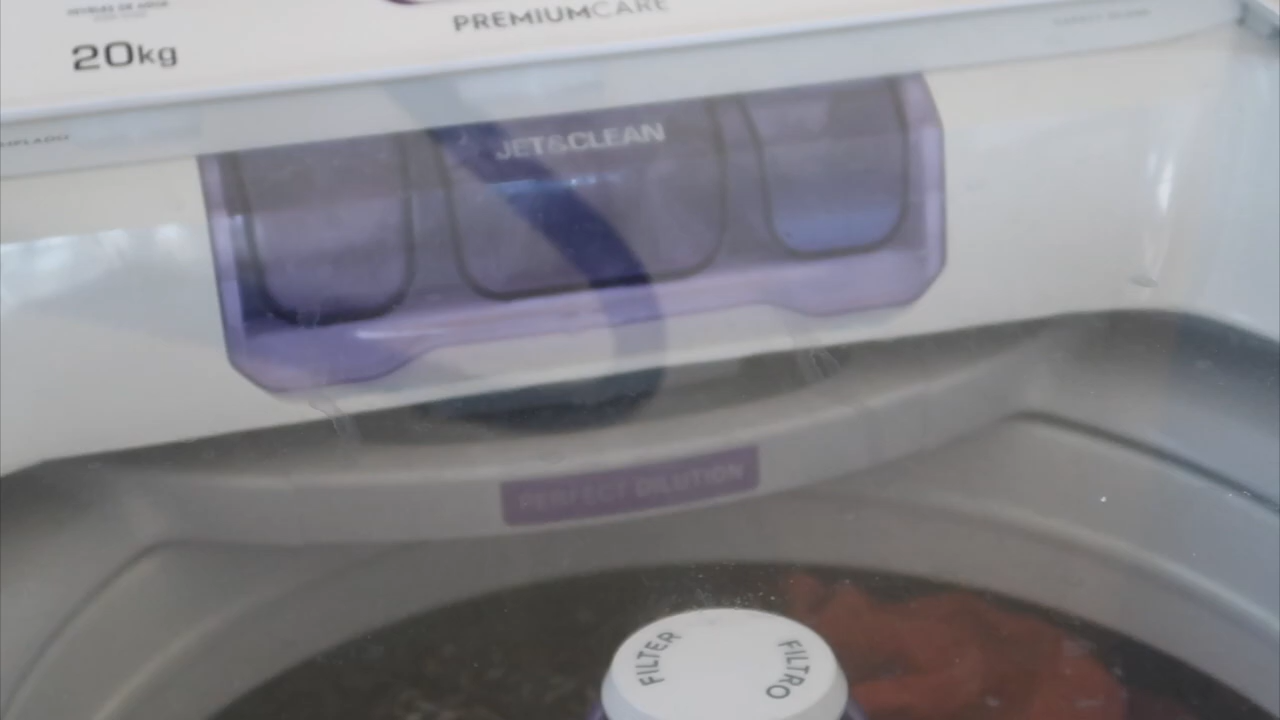 20kg
PREMIUMCARE
JET&CLEAN
PERFECT DILUTION
FILTER
FILTRO